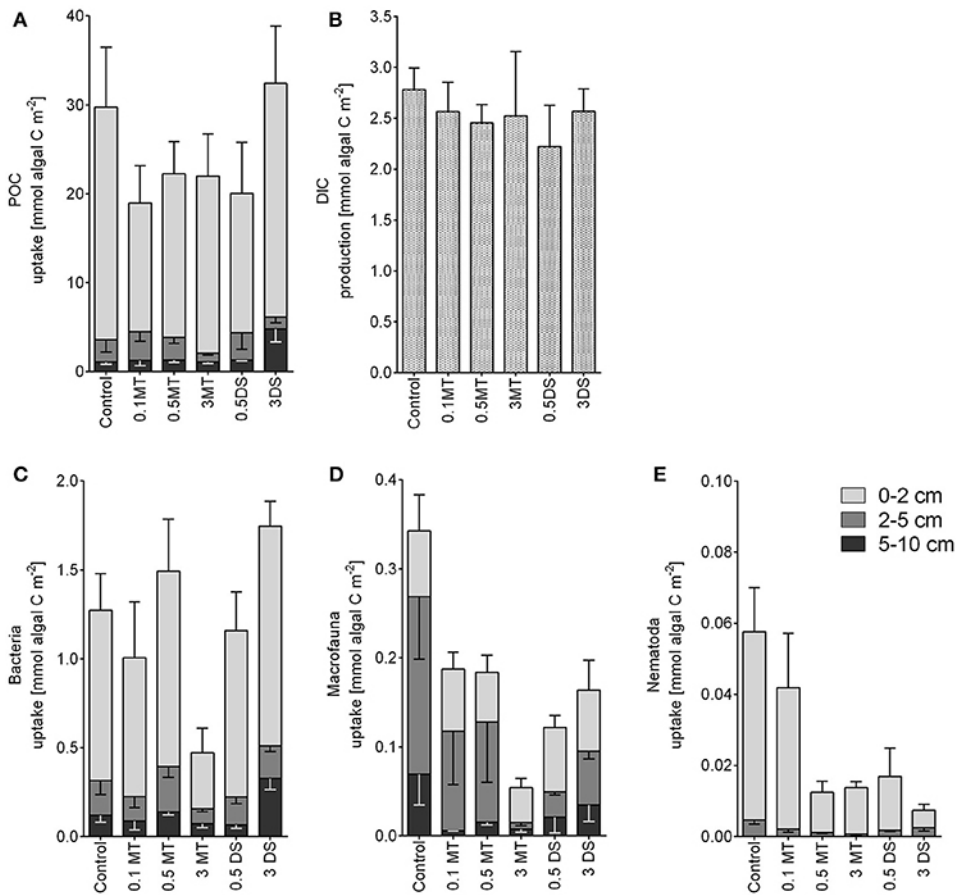 A
POC
uptake [mmol algal C m⁻²]
40
30
20
10
0
Control
0.1MT
0.5MT
3MT
0.5DS
3DS
B
DIC
production [mmol algal C m⁻²]
3.5
3.0
2.5
2.0
1.5
1.0
0.5
0.0
Control
0.1MT
0.5MT
3MT
0.5DS
3DS
C
Bacteria
uptake [mmol algal C m⁻²]
2.0
1.5
1.0
0.5
0.0
Control
0.1 MT
0.5 MT
3 MT
0.5 DS
3 DS
D
Macrofauna
uptake [mmol algal C m⁻²]
0.4
0.3
0.2
0.1
0.0
Control
0.1 MT
0.5 MT
3 MT
0.5 DS
3 DS
E
Nematoda
uptake [mmol algal C m⁻²]
0.10
0.08
0.06
0.04
0.02
0.00
Control
0.1 MT
0.5 MT
3 MT
0.5 DS
3 DS
0-2 cm
2-5 cm
5-10 cm